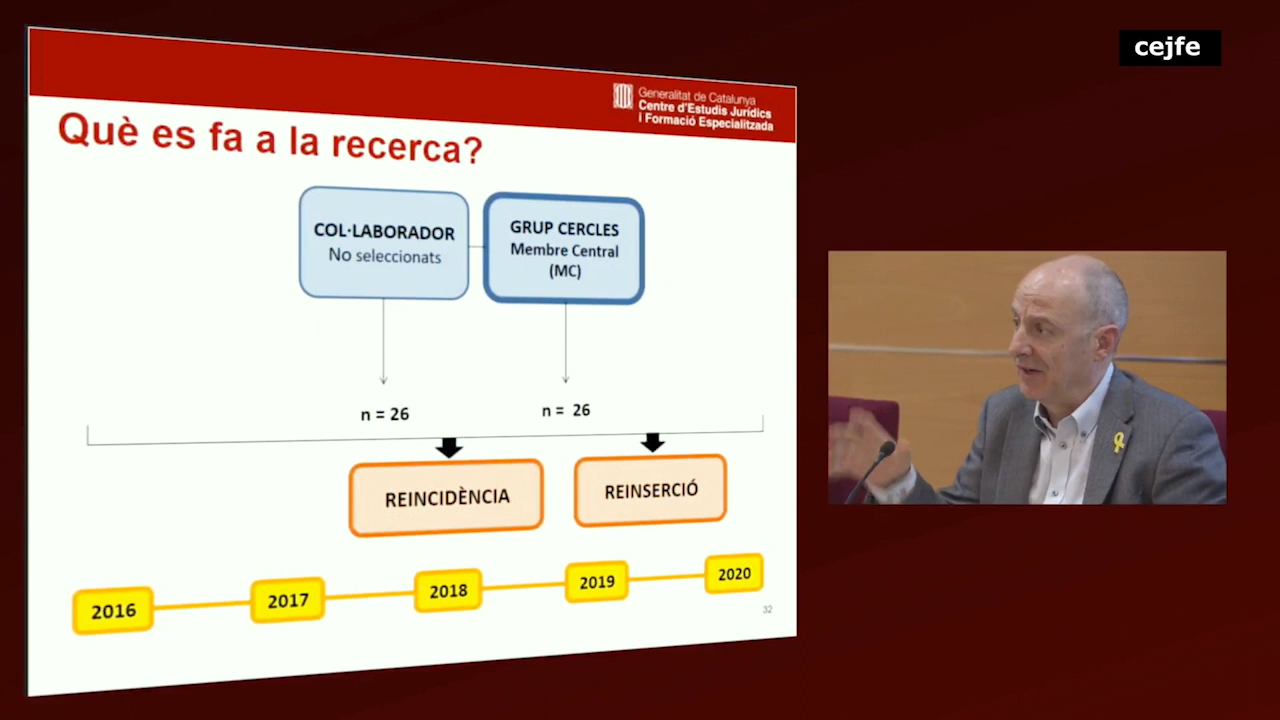 cejfe
Generalitat de Catalunya
Centre d'Estudis Jurídics
i Formació Especialitzada
Què es fa a la recerca?
COL·LABORADOR
No seleccionats
GRUP CERCLES
Membre Central
(MC)
n = 26
n = 26
REINCIDÈNCIA
REINSERCIÓ
2016
2017
2018
2019
2020
32